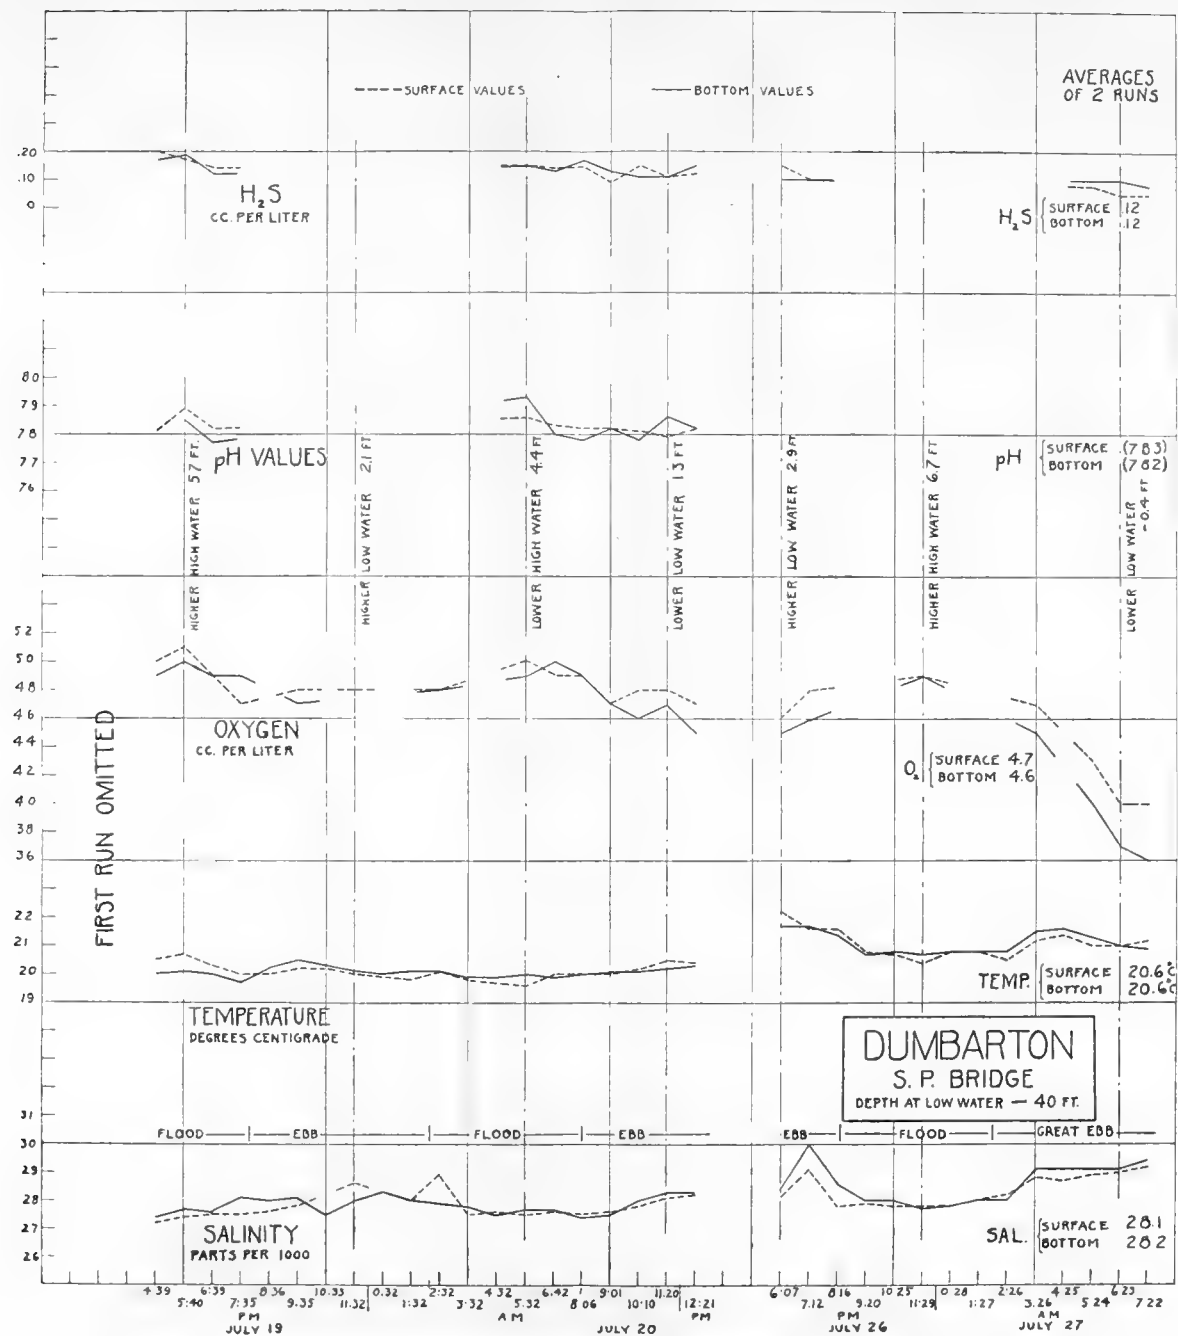 SURFACE VALUES
BOTTOM VALUES
AVERAGES
OF 2 RUNS
.20
.10
0
H₂S
CC. PER LITER
H₂S
SURFACE .12
BOTTOM .12
80
79
78
77
76
pH VALUES
pH
SURFACE (783)
BOTTOM (782)
HIGHER HIGH WATER 57 FT.
HIGHER LOW WATER 2.1 FT
LOWER HIGH WATER 4.4 FT
LOWER LOW WATER 13 FT
HIGHER LOW WATER 2.9 FT
HIGHER HIGH WATER 6.7 FT
LOWER LOW WATER
-0.4 FT
52
50
48
46
44
42
40
38
36
OXYGEN
CC. PER LITER
O₂
SURFACE 4.7
BOTTOM 4.6
FIRST RUN OMITTED
22
21
20
19
TEMPERATURE
DEGREES CENTIGRADE
TEMP.
SURFACE 20.6°C
BOTTOM 20.6°C
DUMBARTON
S. P. BRIDGE
DEPTH AT LOW WATER — 40 FT.
FLOOD EBB FLOOD EBB EBB FLOOD GREAT EBB
31
30
29
28
27
26
SALINITY
PARTS PER 1000
SAL.
SURFACE 28.1
BOTTOM 28.2
4:39 6:39 8:36 10:33 0.32 2:32 4:32 6.42 9:01 11.20 6:07 8:16 10:25 0:28 2:26 4:25 6 23
5:40 7:35 9.35 11:32 1:32 3:32 5.32 8 06 10:10 12:21 7.12 9.20 11:29 1:27 3.26 5 24 7 22
PM AM PM PM AM
JULY 19 JULY 20 JULY 26 JULY 27